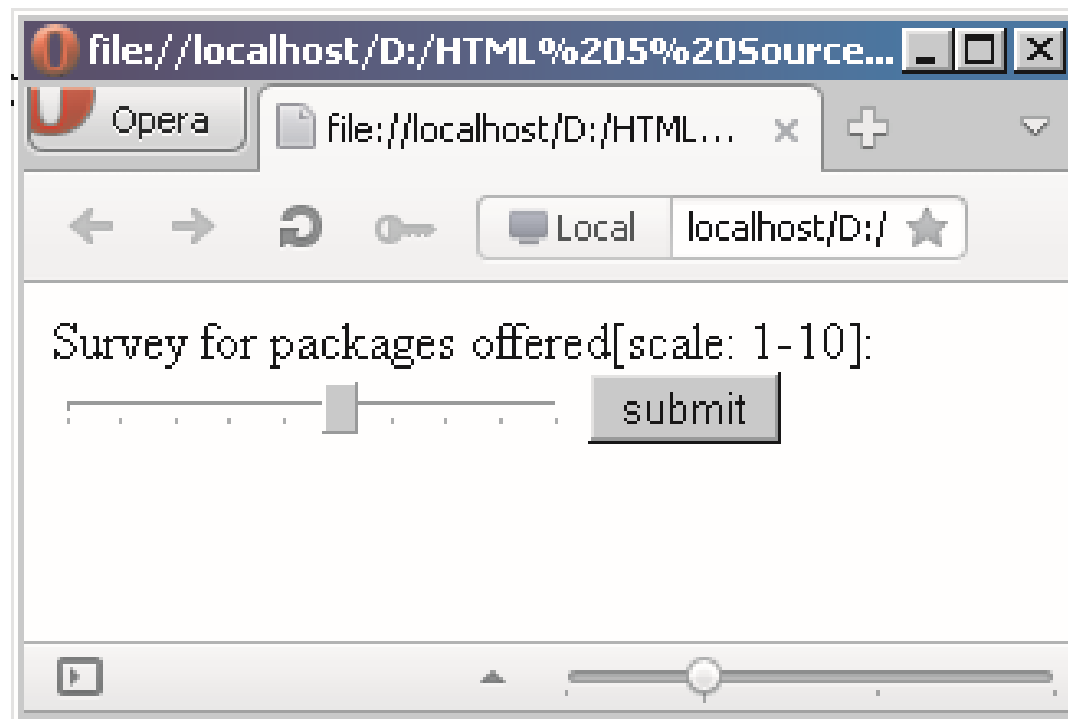 file://localhost/D:/HTML%205%20Source...
Opera
file://localhost/D:/HTML...
Local
localhost/D:/
Survey for packages offered[scale: 1-10]:
submit